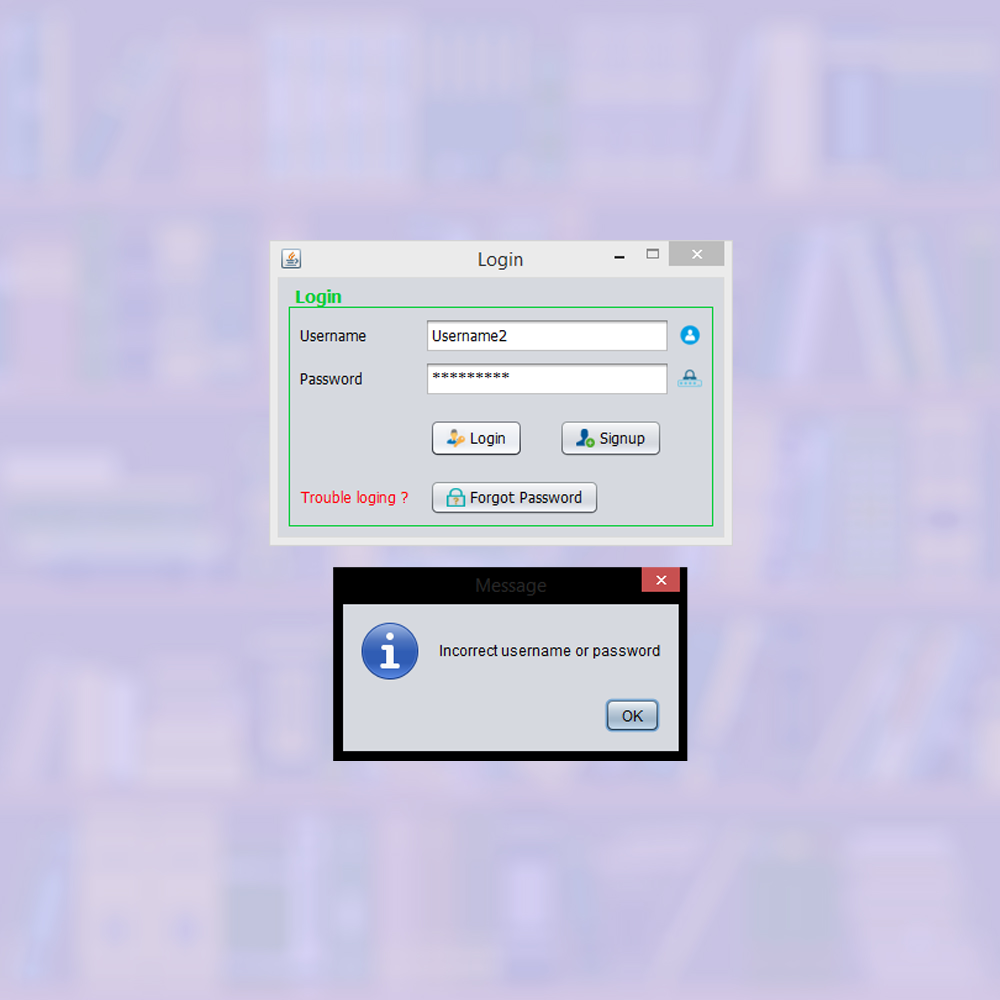 Login
Login
Username Username2
Password *********
Login Signup
Trouble loging ? Forgot Password
Message
Incorrect username or password
OK